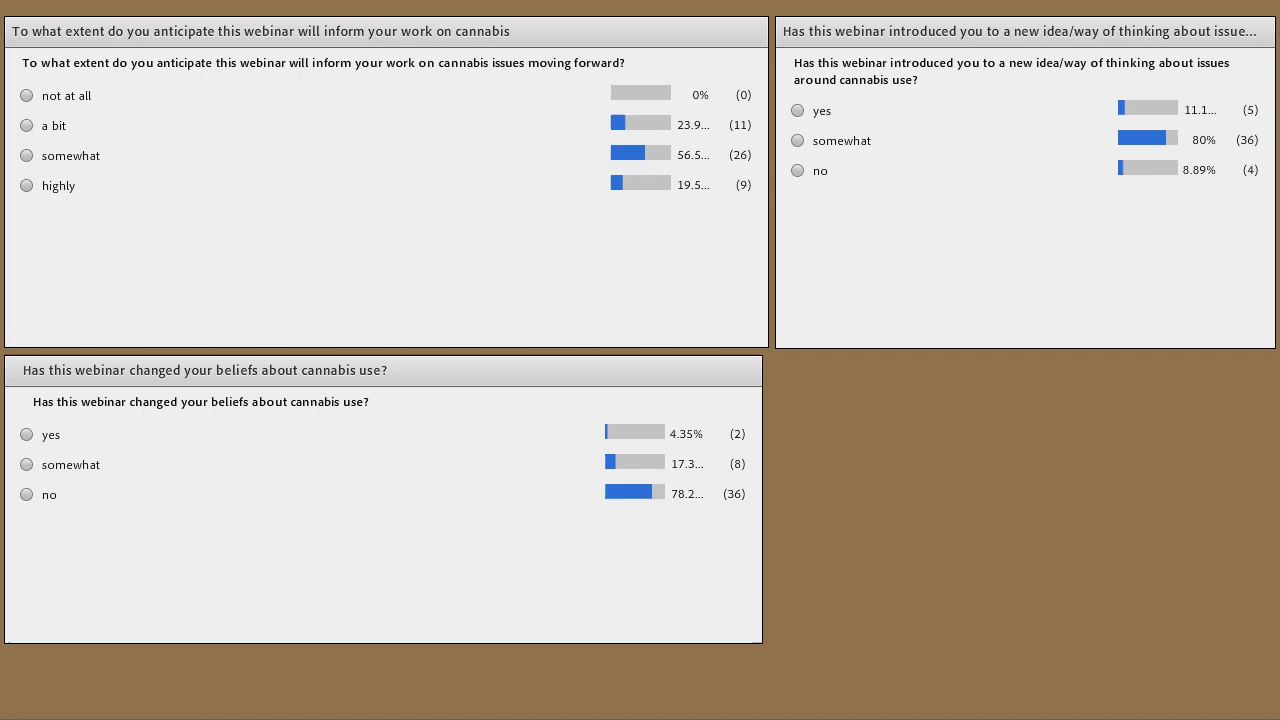 To what extent do you anticipate this webinar will inform your work on cannabis
To what extent do you anticipate this webinar will inform your work on cannabis issues moving forward?
not at all 0% (0)
a bit 23.9... (11)
somewhat 56.5... (26)
highly 19.5... (9)
Has this webinar introduced you to a new idea/way of thinking about issue...
Has this webinar introduced you to a new idea/way of thinking about issues
around cannabis use?
yes 11.1... (5)
somewhat 80% (36)
no 8.89% (4)
Has this webinar changed your beliefs about cannabis use?
Has this webinar changed your beliefs about cannabis use?
yes 4.35% (2)
somewhat 17.3... (8)
no 78.2... (36)